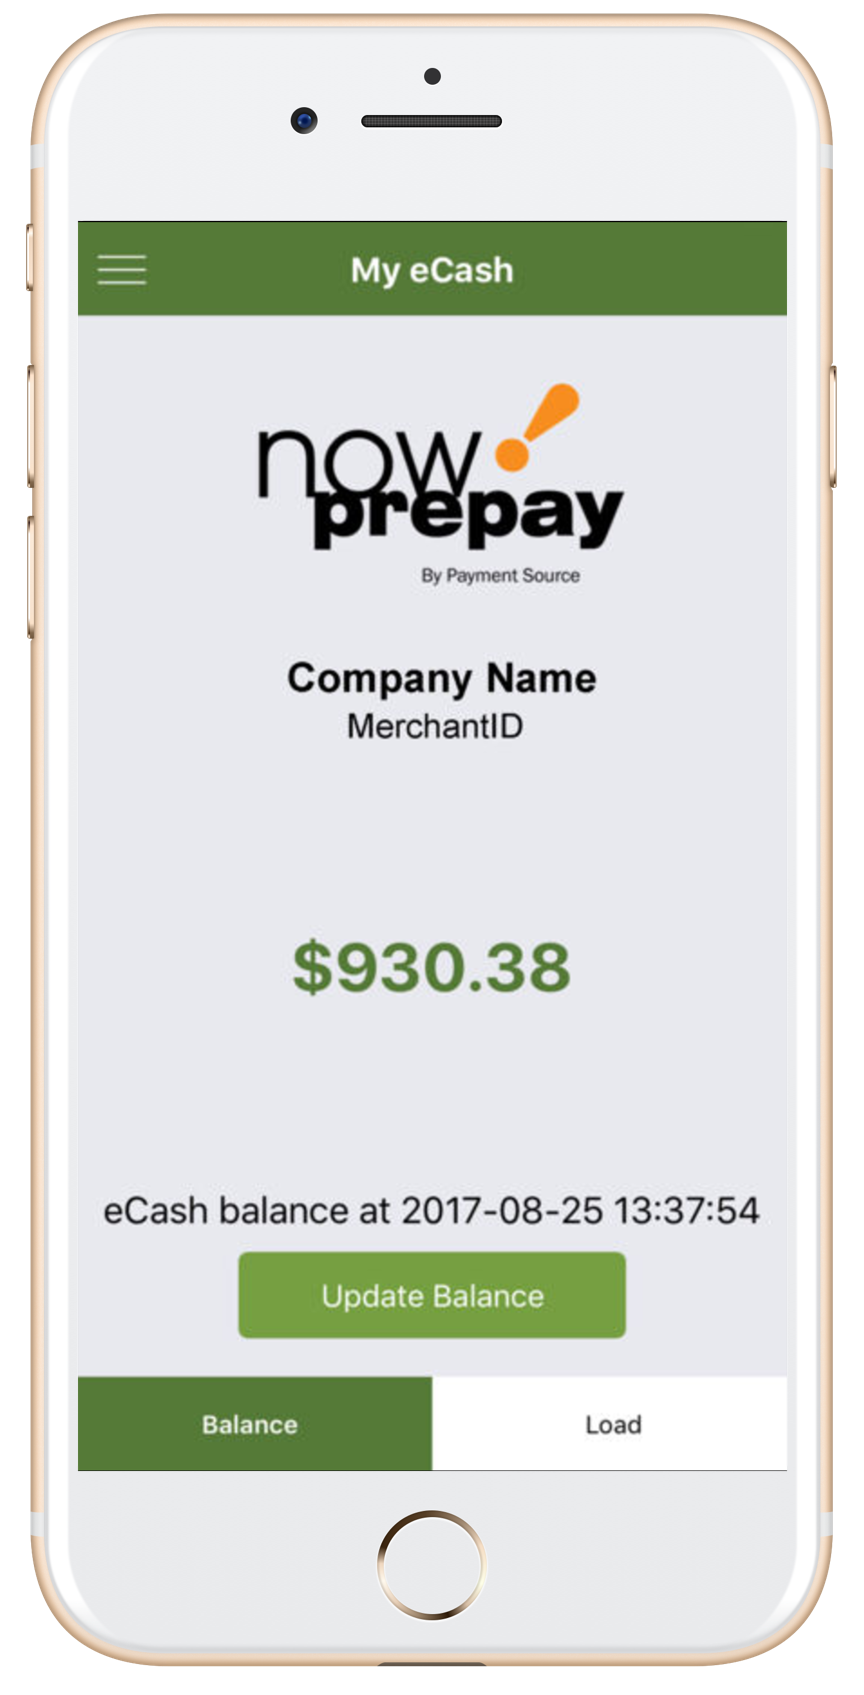 My eCash
now!
prepay
By Payment Source
Company Name
MerchantID
$930.38
eCash balance at 2017-08-25 13:37:54
Update Balance
Balance
Load